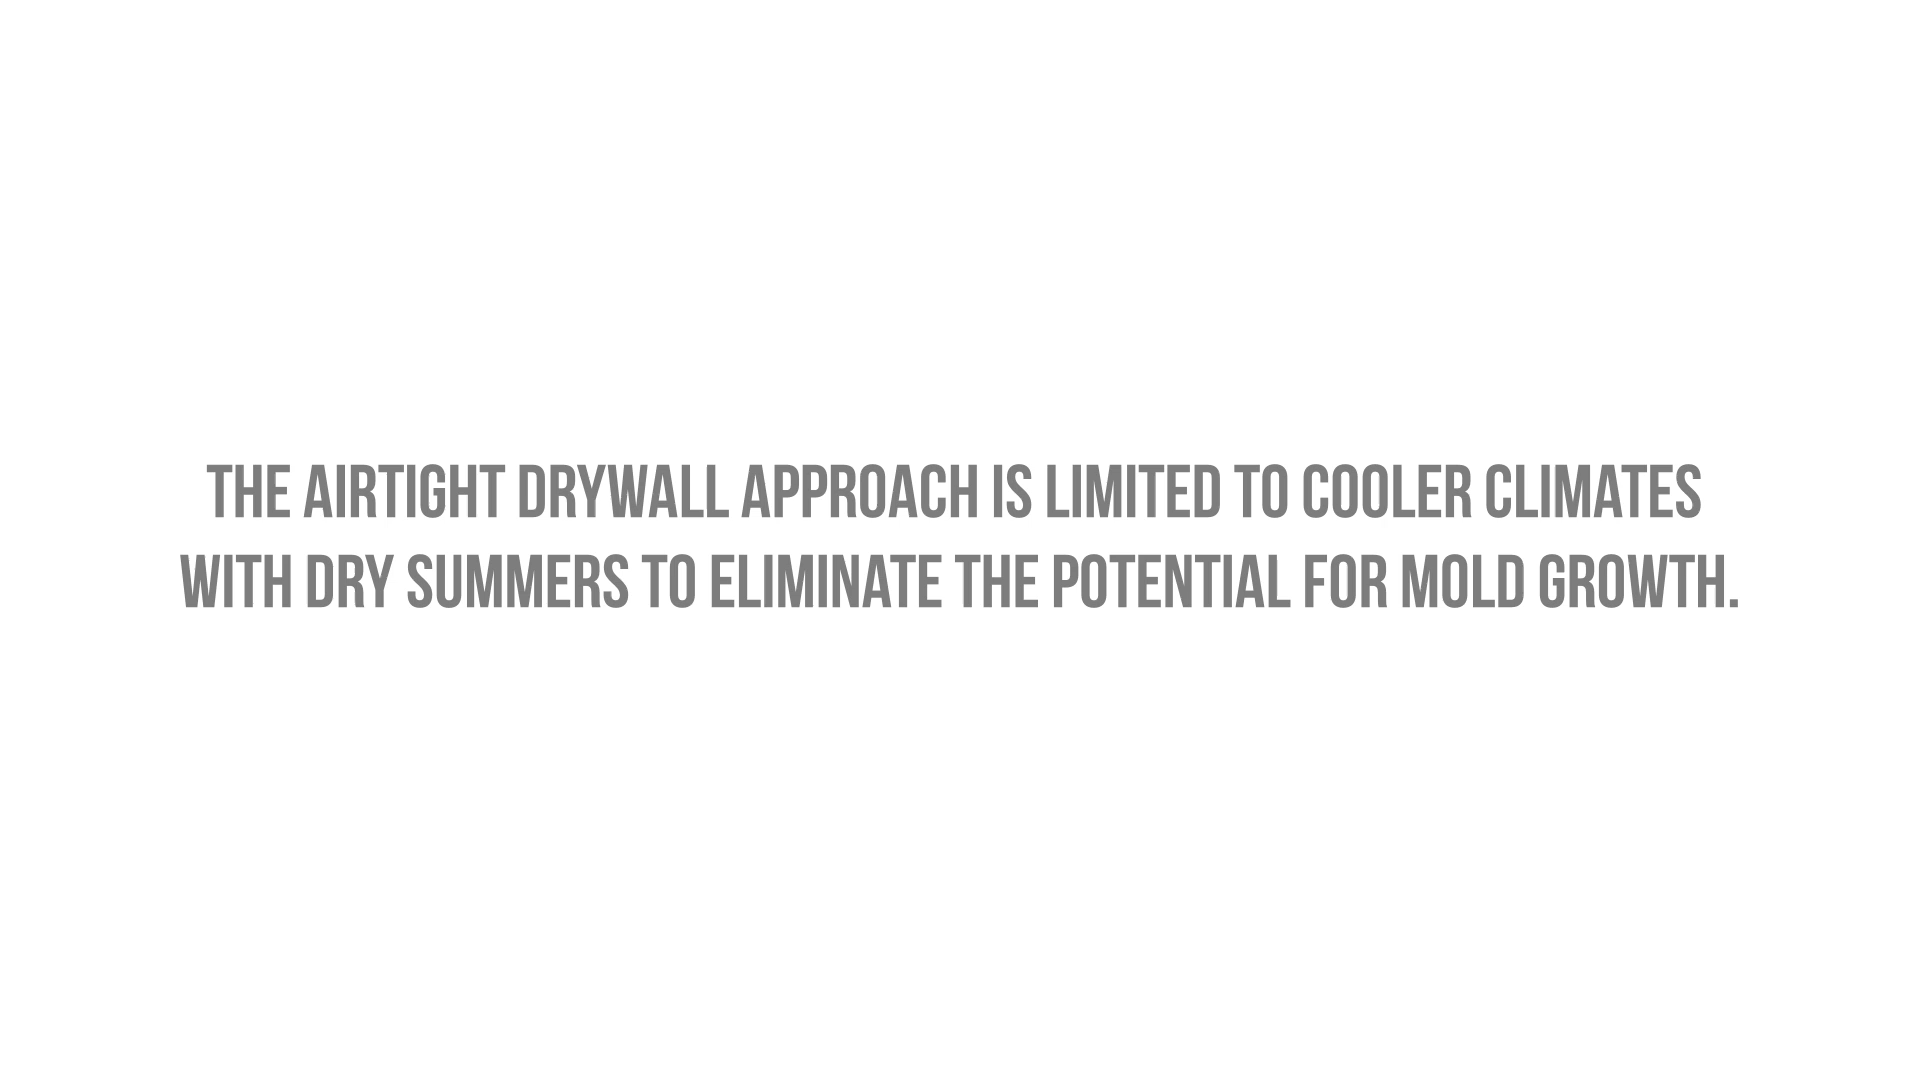 THE AIRTIGHT DRYWALL APPROACH IS LIMITED TO COOLER CLIMATES
WITH DRY SUMMERS TO ELIMINATE THE POTENTIAL FOR MOLD GROWTH.